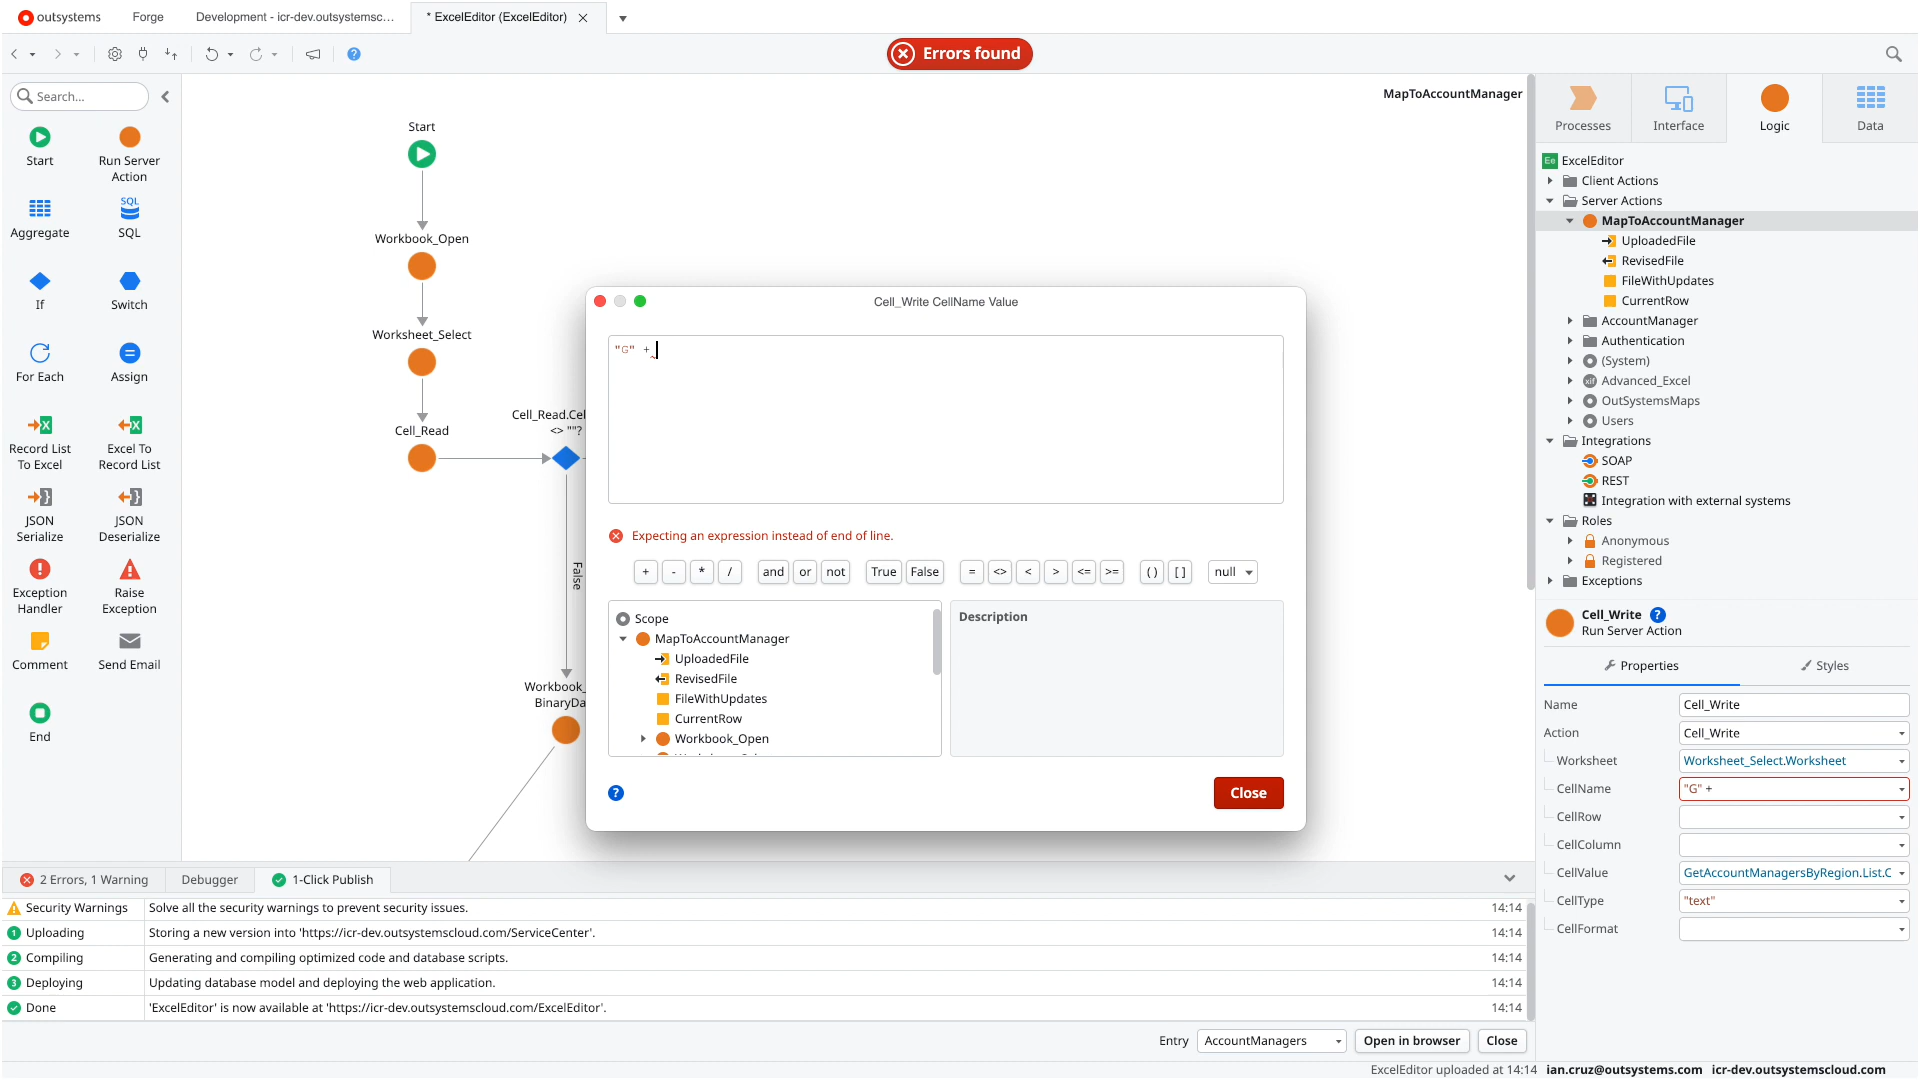 outsystems
Forge
Development - icr-dev.outsystemsc...
* ExcelEditor (ExcelEditor)
Errors found
Search...
Start
Run Server Action
Aggregate
SQL
SQL
If
Switch
For Each
Assign
Record List To Excel
Excel To Record List
JSON Serialize
JSON Deserialize
Exception Handler
Raise Exception
Comment
Send Email
End
MapToAccountManager
Start
Workbook_Open
Worksheet_Select
Cell_Read
Cell_Read.Cel
<> ""?
False
Workbook_
BinaryDa
Cell_Write CellName Value
"G" +
Expecting an expression instead of end of line.
+ - * / and or not True False = <> < > <= >= ( ) [ ] null
Scope
MapToAccountManager
UploadedFile
RevisedFile
FileWithUpdates
CurrentRow
Workbook_Open
Description
?
Close
Processes
Interface
Logic
Data
Ee ExcelEditor
Client Actions
Server Actions
MapToAccountManager
UploadedFile
RevisedFile
FileWithUpdates
CurrentRow
AccountManager
Authentication
(System)
xif Advanced_Excel
OutSystemsMaps
Users
Integrations
SOAP
REST
Integration with external systems
Roles
Anonymous
Registered
Exceptions
Cell_Write ?
Run Server Action
Properties
Styles
Name Cell_Write
Action Cell_Write
Worksheet Worksheet_Select.Worksheet
CellName "G" +
CellRow
CellColumn
CellValue GetAccountManagersByRegion.List.C
CellType "text"
CellFormat
2 Errors, 1 Warning
Debugger
1-Click Publish
Security Warnings Solve all the security warnings to prevent security issues. 14:14
1 Uploading Storing a new version into 'https://icr-dev.outsystemscloud.com/ServiceCenter'. 14:14
2 Compiling Generating and compiling optimized code and database scripts. 14:14
3 Deploying Updating database model and deploying the web application. 14:14
Done 'ExcelEditor' is now available at 'https://icr-dev.outsystemscloud.com/ExcelEditor'. 14:14
Entry AccountManagers Open in browser Close
ExcelEditor uploaded at 14:14 ian.cruz@outsystems.com icr-dev.outsystemscloud.com